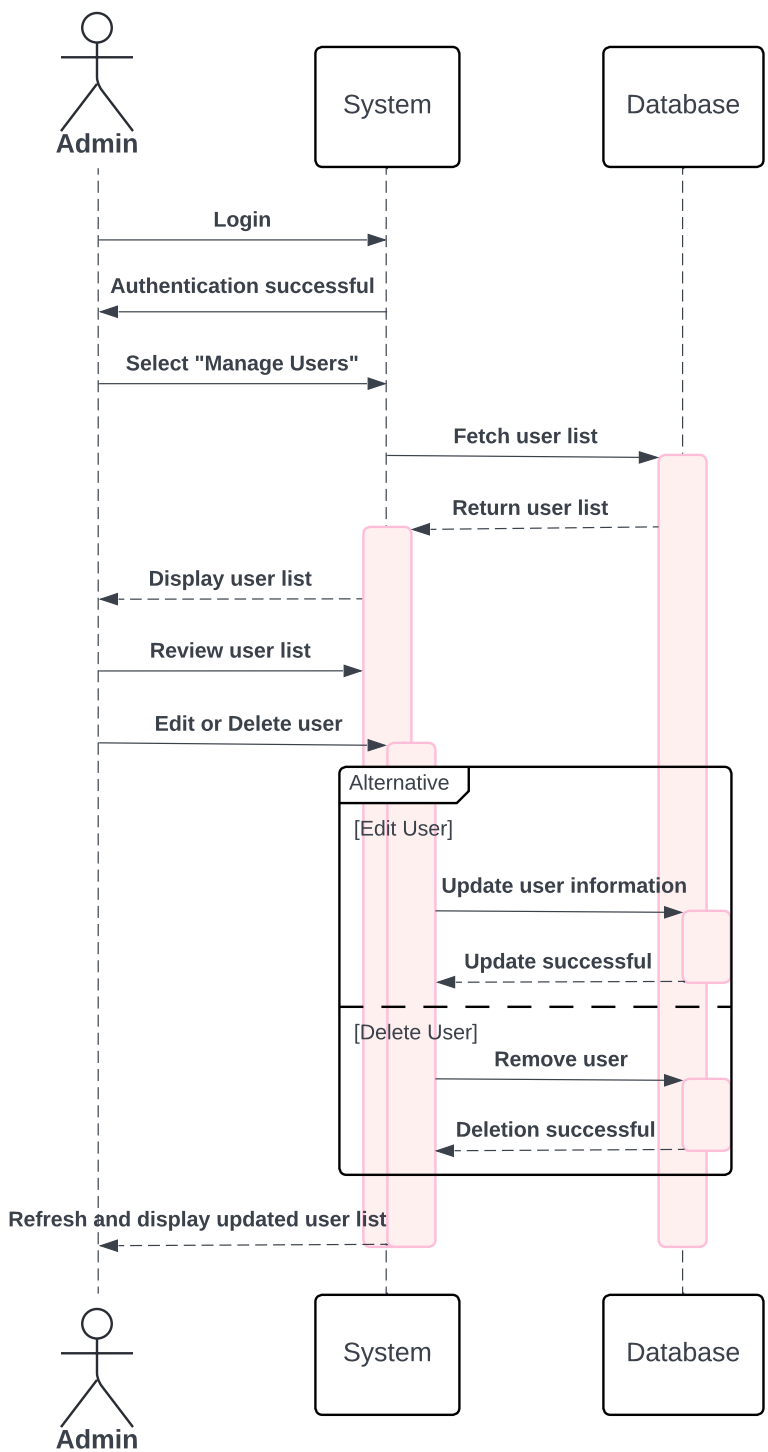 Admin
System
Database
Login
Authentication successful
Select "Manage Users"
Fetch user list
Return user list
Display user list
Review user list
Edit or Delete user
Alternative
[Edit User]
Update user information
Update successful
[Delete User]
Remove user
Deletion successful
Refresh and display updated user list
System
Database
Admin